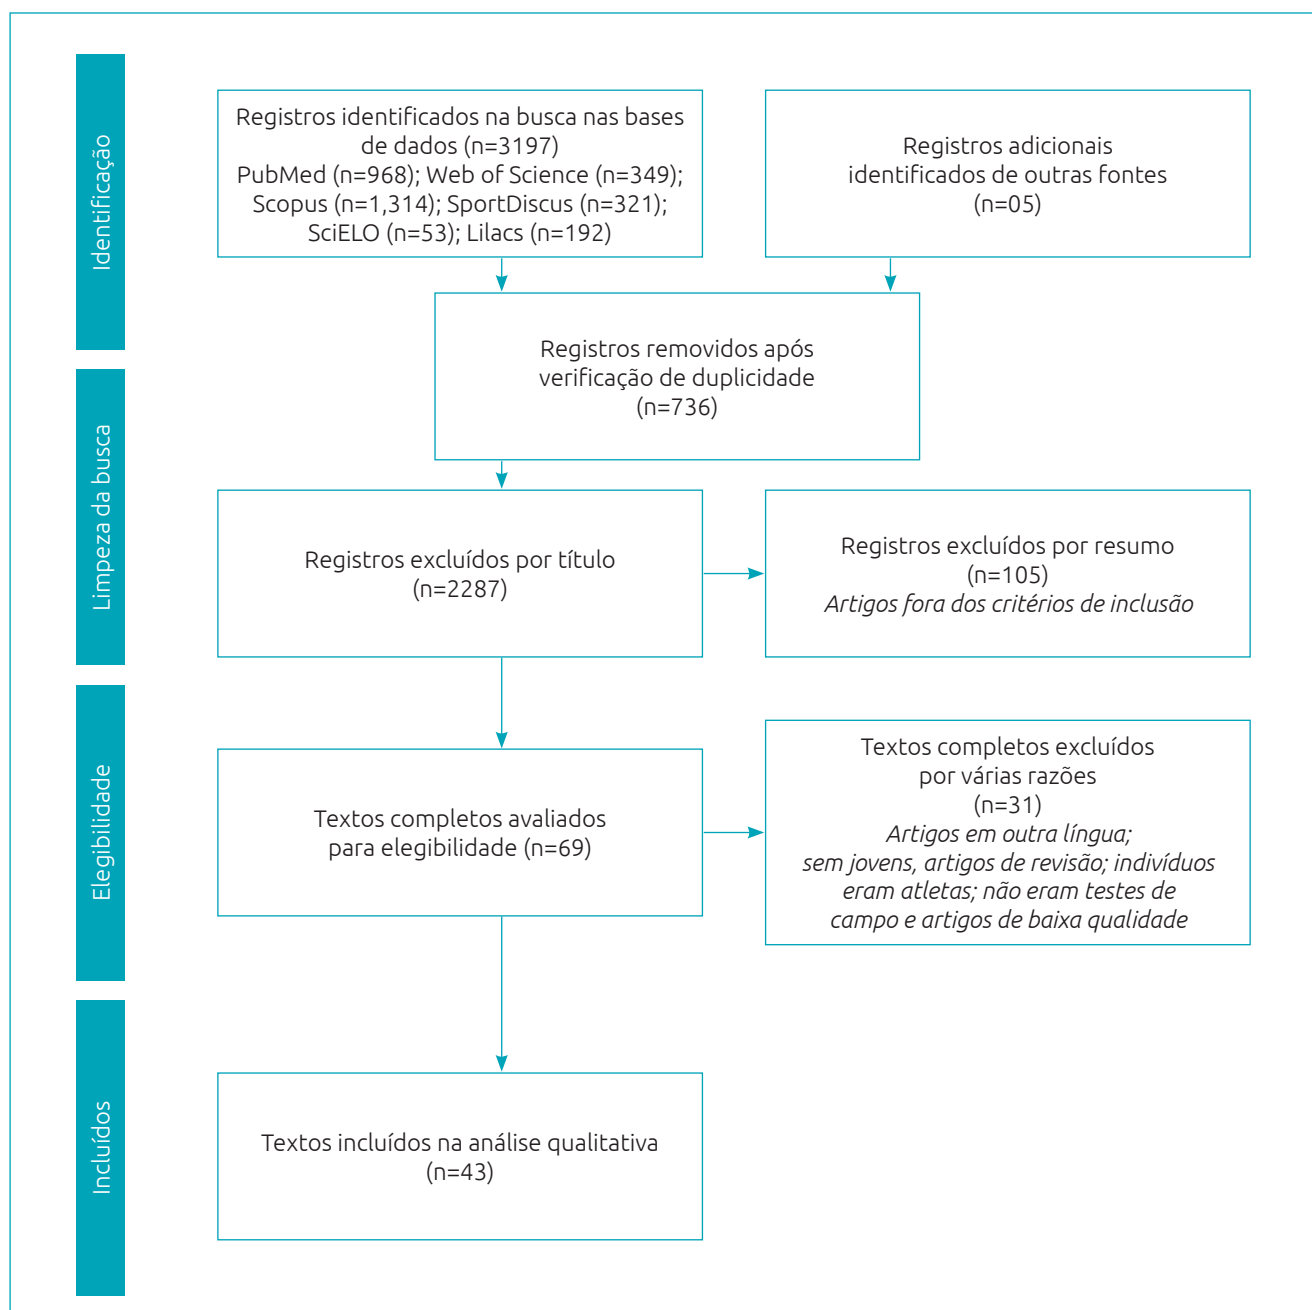 Identificação
Registros identificados na busca nas bases
de dados (n=3197)
PubMed (n=968); Web of Science (n=349);
Scopus (n=1,314); SportDiscus (n=321);
SciELO (n=53); Lilacs (n=192)
Registros adicionais
identificados de outras fontes
(n=05)
Registros removidos após
verificação de duplicidade
(n=736)
Limpeza da busca
Registros excluídos por título
(n=2287)
Registros excluídos por resumo
(n=105)
Artigos fora dos critérios de inclusão
Elegibilidade
Textos completos avaliados
para elegibilidade (n=69)
Textos completos excluídos
por várias razões
(n=31)
Artigos em outra língua;
sem jovens, artigos de revisão; indivíduos
eram atletas; não eram testes de
campo e artigos de baixa qualidade
Incluídos
Textos incluídos na análise qualitativa
(n=43)